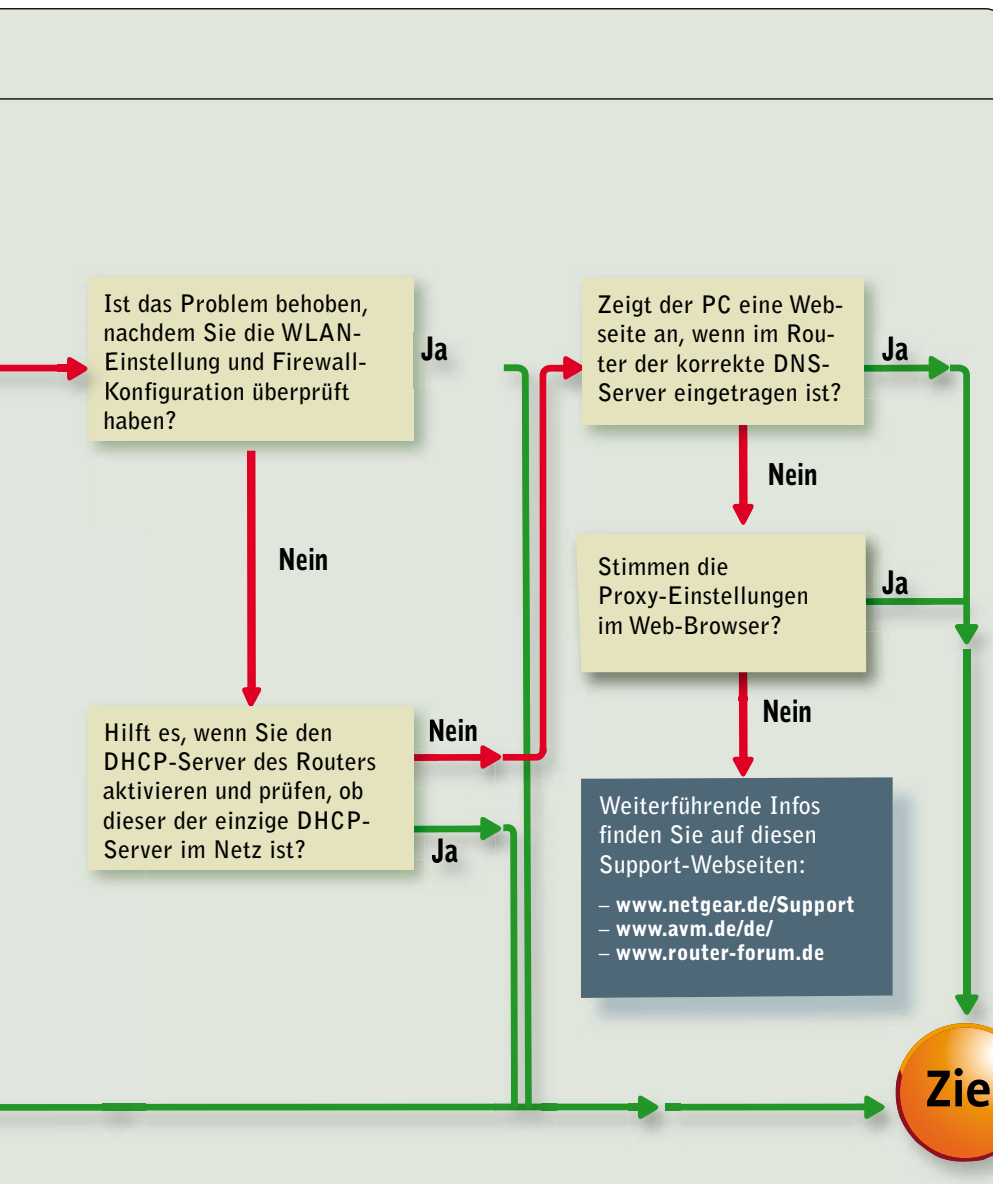 Ist das Problem behoben,
nachdem Sie die WLAN-
Einstellung und Firewall-
Konfiguration überprüft
haben?
Ja
Nein
Hilft es, wenn Sie den
DHCP-Server des Routers
aktivieren und prüfen, ob
dieser der einzige DHCP-
Server im Netz ist?
Nein
Ja
Zeigt der PC eine Web-
seite an, wenn im Rou-
ter der korrekte DNS-
Server eingetragen ist?
Ja
Nein
Stimmen die
Proxy-Einstellungen
im Web-Browser?
Ja
Nein
Weiterführende Infos
finden Sie auf diesen
Support-Webseiten:
– www.netgear.de/Support
– www.avm.de/de/
– www.router-forum.de
Zie